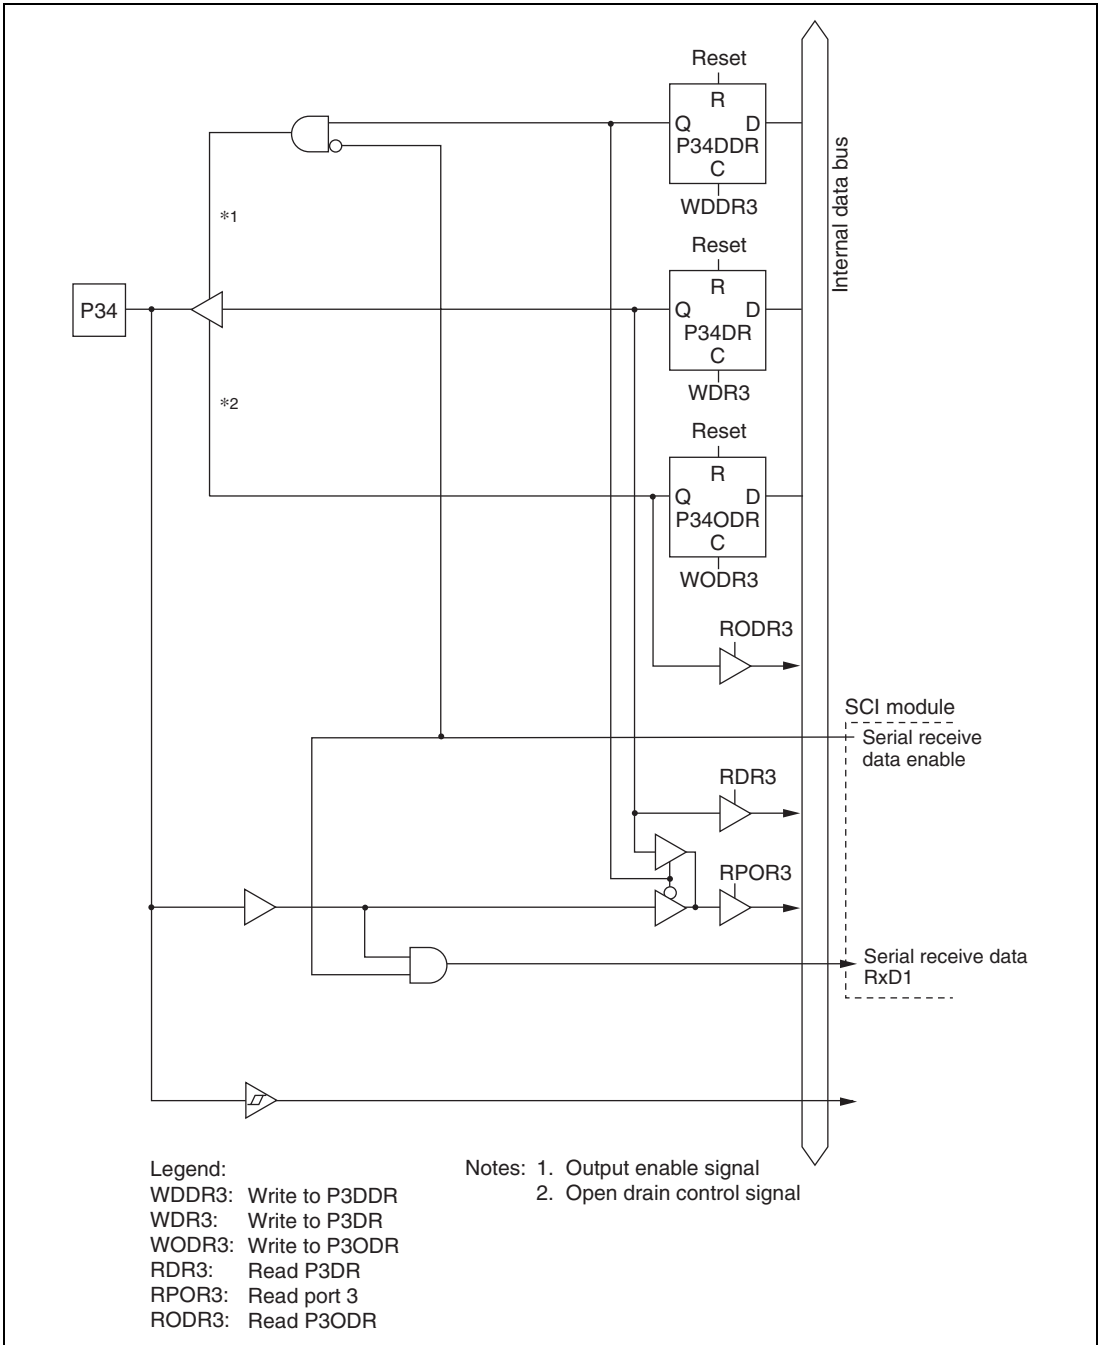 Reset
R
Q D
P34DDR
C
WDDR3
Internal data bus
*1
Reset
R
P34
Q D
P34DR
C
WDR3
*2
Reset
R
Q D
P34ODR
C
WODR3
RODR3
SCI module
Serial receive
data enable
RDR3
RPOR3
Serial receive data
RxD1
Legend:
WDDR3: Write to P3DDR
WDR3: Write to P3DR
WODR3: Write to P3ODR
RDR3: Read P3DR
RPOR3: Read port 3
RODR3: Read P3ODR
Notes: 1. Output enable signal
2. Open drain control signal